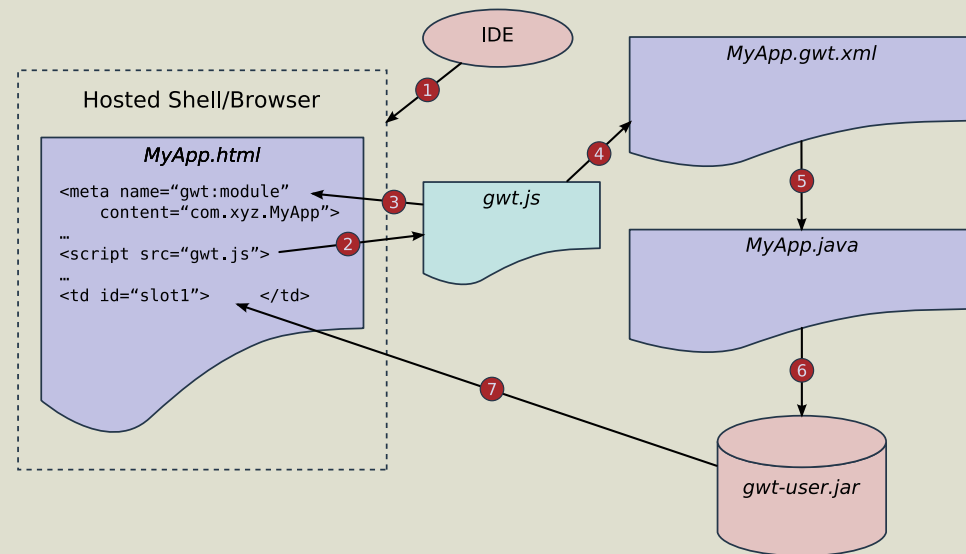 IDE
1
Hosted Shell/Browser
MyApp.html
<meta name=“gwt:module”
content=“com.xyz.MyApp”>
…
<script src=“gwt.js”>
…
<td id=“slot1”> </td>
3
2
gwt.js
4
MyApp.gwt.xml
5
MyApp.java
6
7
gwt-user.jar